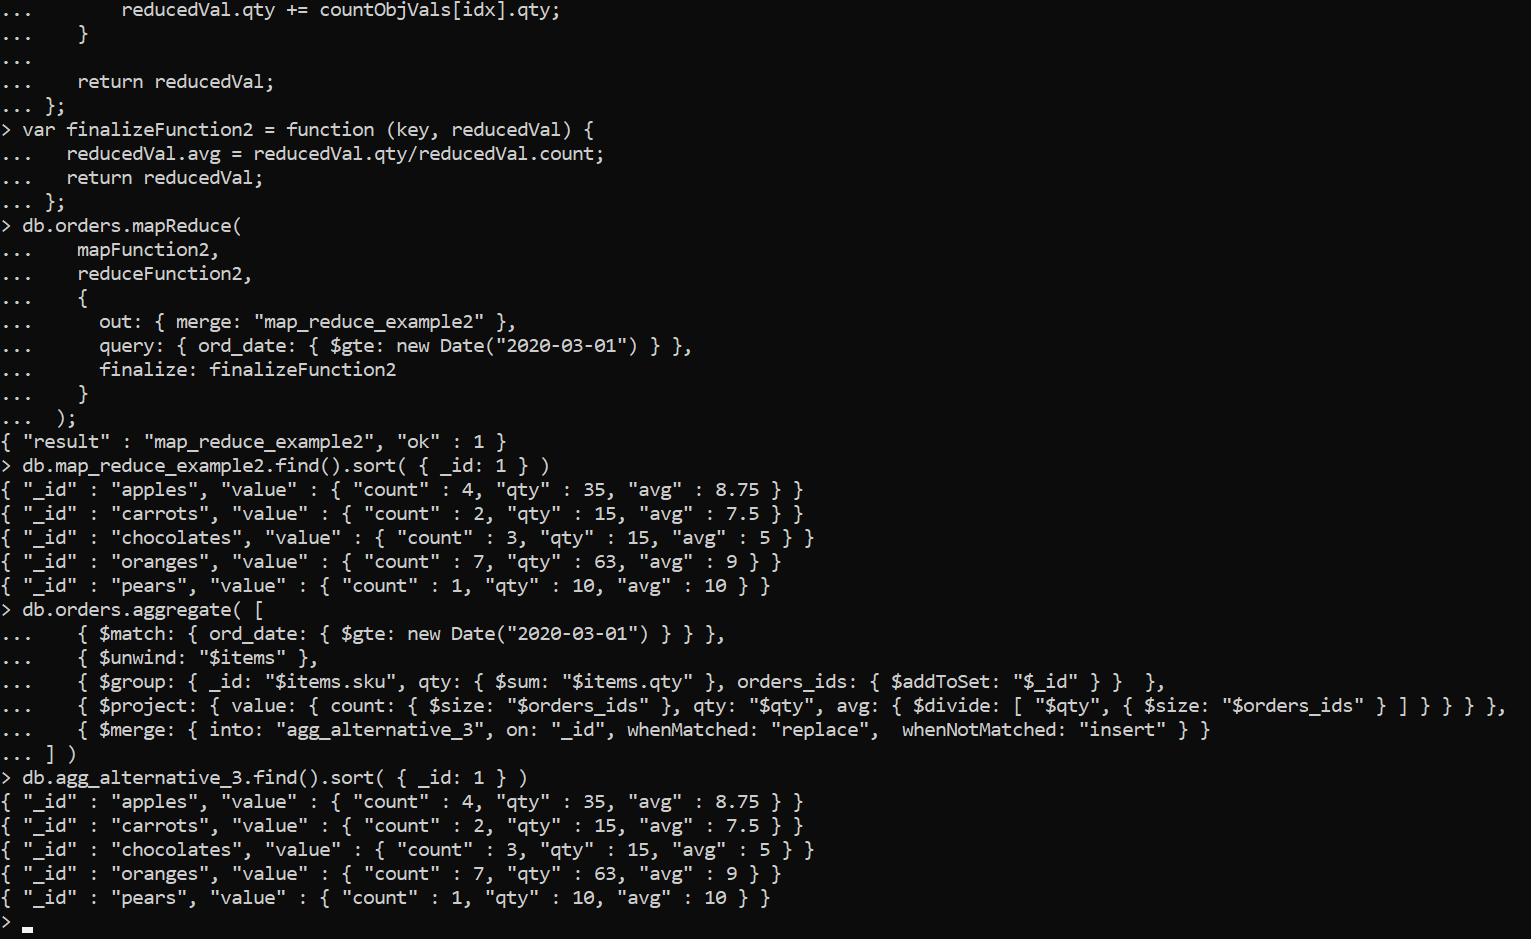 ...        reducedVal.qty += countObjVals[idx].qty;
...    }
...
...    return reducedVal;
... };
> var finalizeFunction2 = function (key, reducedVal) {
...   reducedVal.avg = reducedVal.qty/reducedVal.count;
...   return reducedVal;
... };
> db.orders.mapReduce(
...    mapFunction2,
...    reduceFunction2,
...    {
...      out: { merge: "map_reduce_example2" },
...      query: { ord_date: { $gte: new Date("2020-03-01") } },
...      finalize: finalizeFunction2
...    }
...  );
{ "result" : "map_reduce_example2", "ok" : 1 }
> db.map_reduce_example2.find().sort( { _id: 1 } )
{ "_id" : "apples", "value" : { "count" : 4, "qty" : 35, "avg" : 8.75 } }
{ "_id" : "carrots", "value" : { "count" : 2, "qty" : 15, "avg" : 7.5 } }
{ "_id" : "chocolates", "value" : { "count" : 3, "qty" : 15, "avg" : 5 } }
{ "_id" : "oranges", "value" : { "count" : 7, "qty" : 63, "avg" : 9 } }
{ "_id" : "pears", "value" : { "count" : 1, "qty" : 10, "avg" : 10 } }
> db.orders.aggregate( [
...    { $match: { ord_date: { $gte: new Date("2020-03-01") } } },
...    { $unwind: "$items" },
...    { $group: { _id: "$items.sku", qty: { $sum: "$items.qty" }, orders_ids: { $addToSet: "$_id" } }  },
...    { $project: { value: { count: { $size: "$orders_ids" }, qty: "$qty", avg: { $divide: [ "$qty", { $size: "$orders_ids" } ] } } } },
...    { $merge: { into: "agg_alternative_3", on: "_id", whenMatched: "replace",  whenNotMatched: "insert" } }
... ] )
> db.agg_alternative_3.find().sort( { _id: 1 } )
{ "_id" : "apples", "value" : { "count" : 4, "qty" : 35, "avg" : 8.75 } }
{ "_id" : "carrots", "value" : { "count" : 2, "qty" : 15, "avg" : 7.5 } }
{ "_id" : "chocolates", "value" : { "count" : 3, "qty" : 15, "avg" : 5 } }
{ "_id" : "oranges", "value" : { "count" : 7, "qty" : 63, "avg" : 9 } }
{ "_id" : "pears", "value" : { "count" : 1, "qty" : 10, "avg" : 10 } }
>